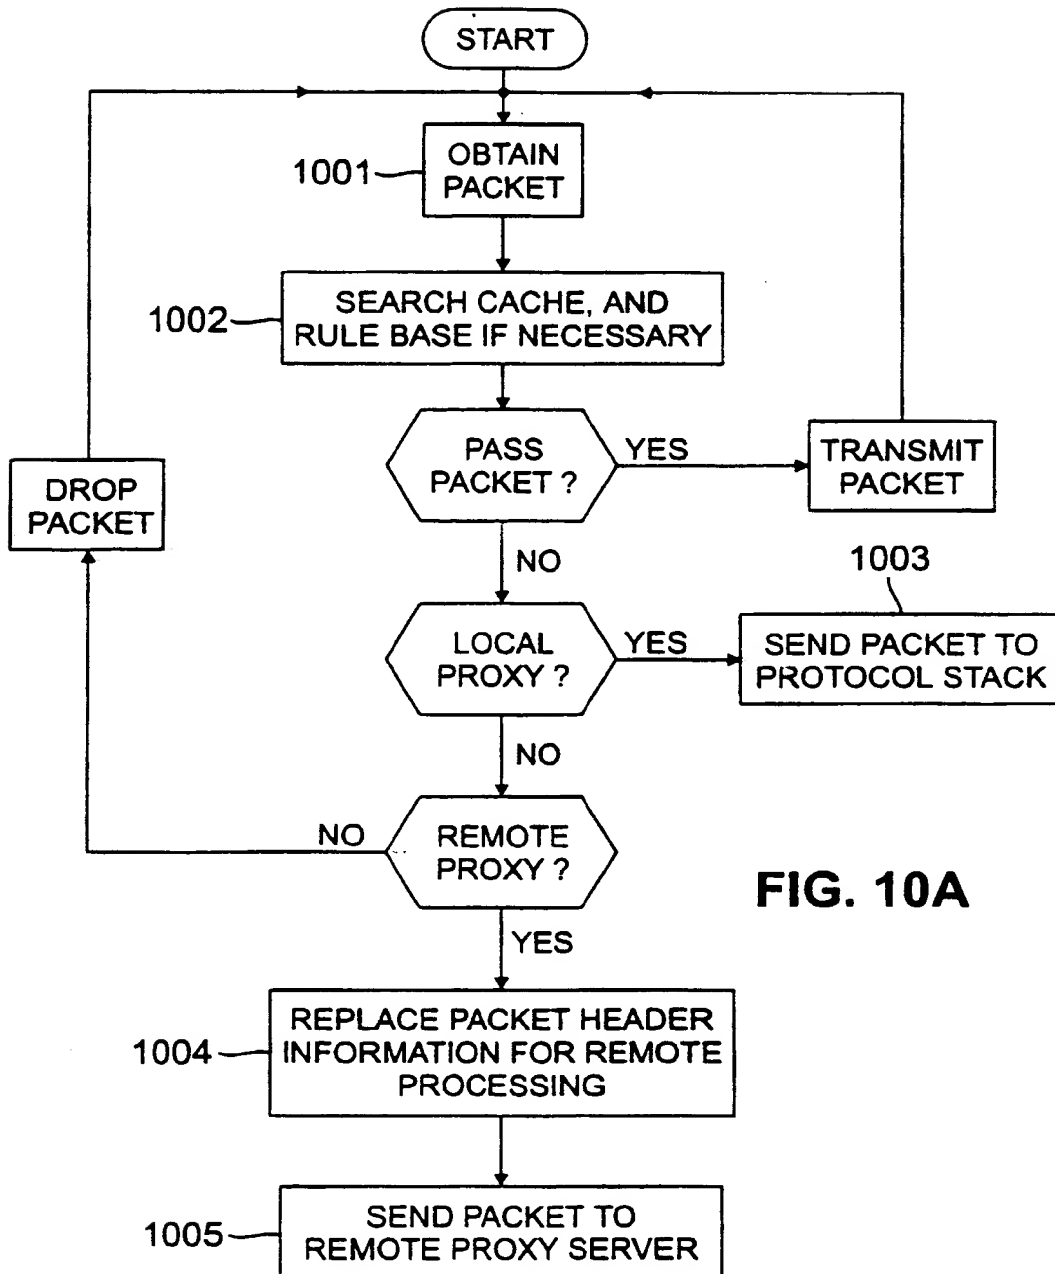 START
1001
OBTAIN
PACKET
1002
SEARCH CACHE, AND
RULE BASE IF NECESSARY
PASS
PACKET ?
YES
TRANSMIT
PACKET
DROP
PACKET
NO
1003
LOCAL
PROXY ?
YES
SEND PACKET TO
PROTOCOL STACK
NO
NO
REMOTE
PROXY ?
FIG. 10A
YES
1004
REPLACE PACKET HEADER
INFORMATION FOR REMOTE
PROCESSING
1005
SEND PACKET TO
REMOTE PROXY SERVER